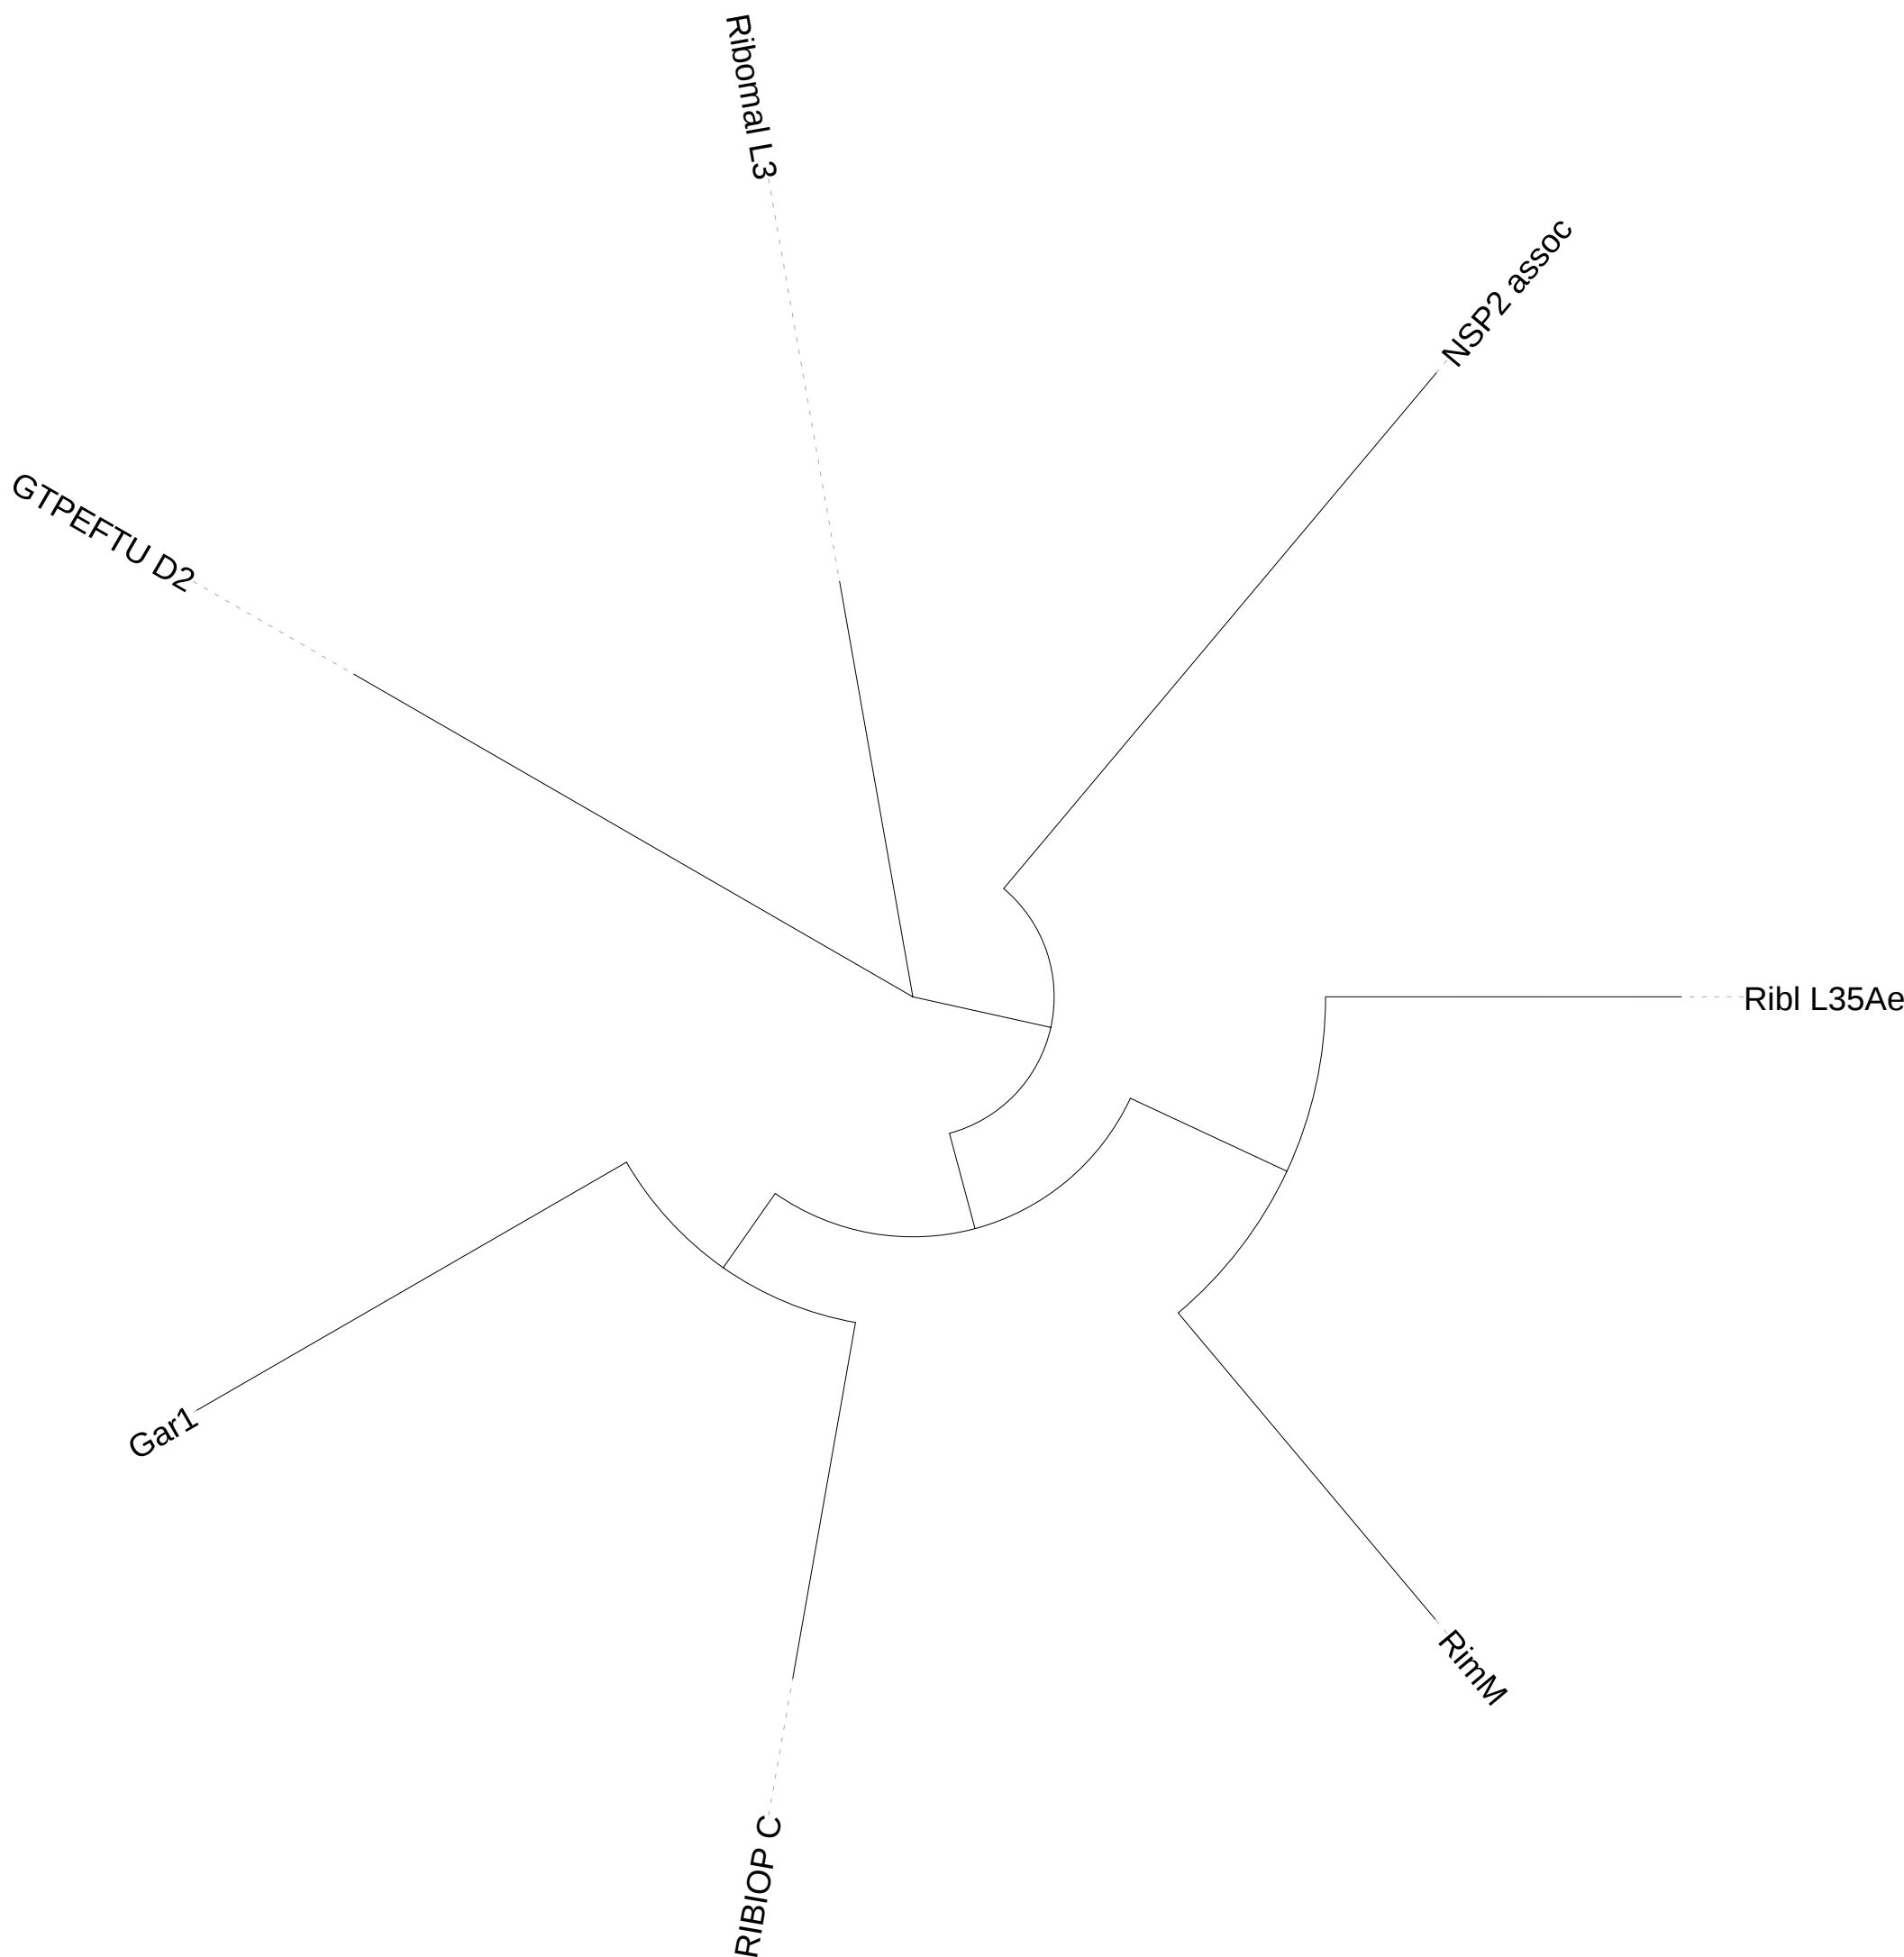 Ribomal L3
NSP2 assoc
GTPEFTU D2
Ribl L35Ae
Gar1
RimM
RIBIOP C